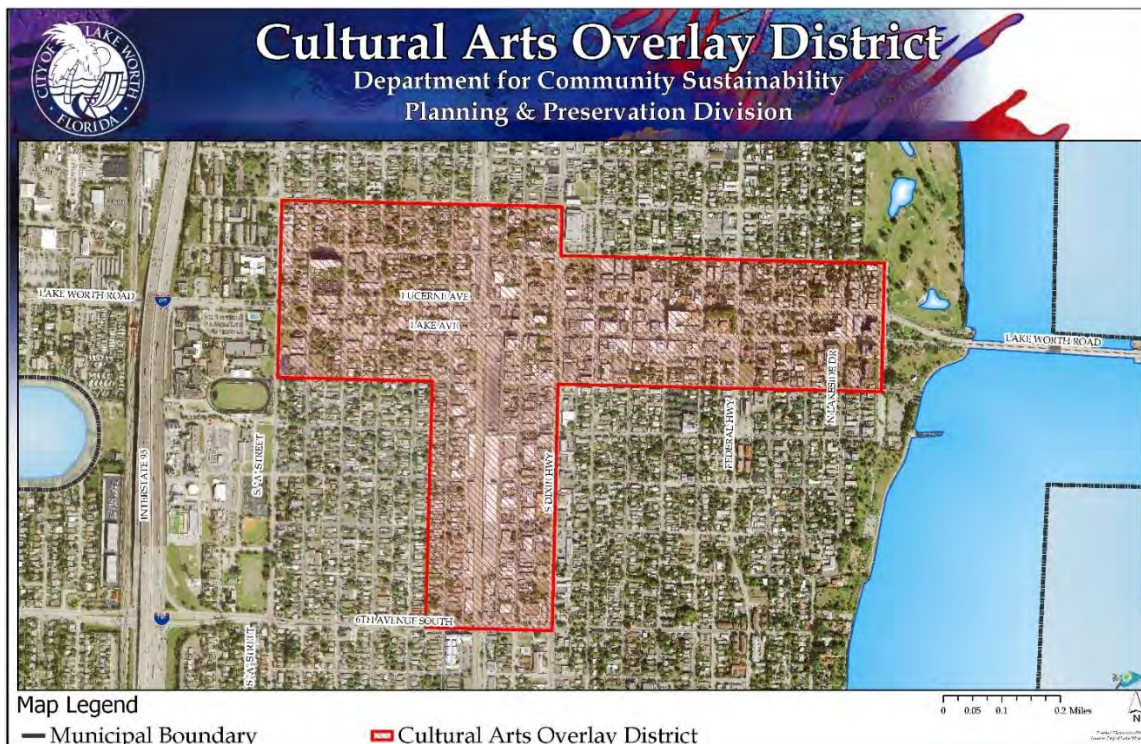 CITY OF LAKE WORTH
FLORIDA
Cultural Arts Overlay District
Department for Community Sustainability
Planning & Preservation Division
LAKE WORTH ROAD
LUCERNE AVE
LAKE AVE
LAKE WORTH ROAD
N LAKESIDE DR
FEDERAL HWY
S DIXIE HWY
S. "A" STREET
INTERSTATE 95
6TH AVENUE SOUTH
S. "A" STREET
Map Legend
0 0.05 0.1 0.2 Miles
N
Municipal Boundary
Cultural Arts Overlay District